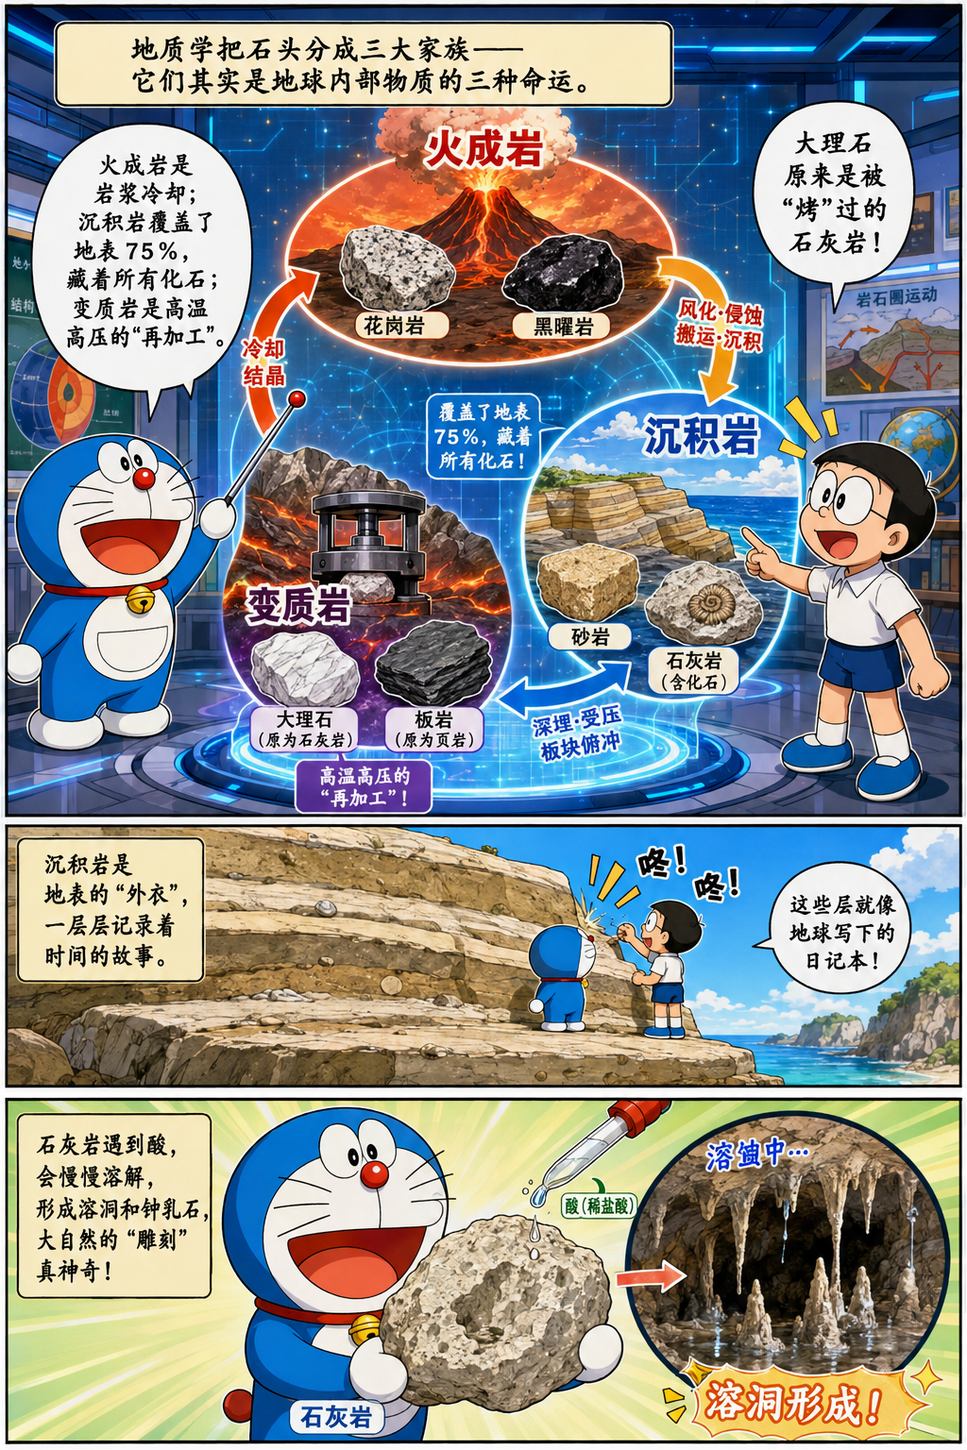 地质学把石头分成三大家族——
它们其实是地球内部物质的三种命运。
火成岩是
岩浆冷却；
沉积岩覆盖了
地表75%，
藏着所有化石；
变质岩是高温
高压的“再加工”。
大理石
原来是被
“烤”过的
石灰岩！
火成岩
花岗岩
黑曜岩
冷却
结晶
风化·侵蚀
搬运·沉积
岩石圈运动
结构
覆盖了地表
75%，藏着
所有化石！
沉积岩
砂岩
石灰岩
（含化石）
变质岩
大理石
（原为石灰岩）
板岩
（原为页岩）
高温高压的
“再加工”！
深埋·受压
板块俯冲
沉积岩是
地表的“外衣”，
一层层记录着
时间的故事。
咚！
咚！
这些层就像
地球写下的
日记本！
石灰岩遇到酸，
会慢慢溶解，
形成溶洞和钟乳石，
大自然的“雕刻”
真神奇！
酸（稀盐酸）
石灰岩
中…
溶洞形成！